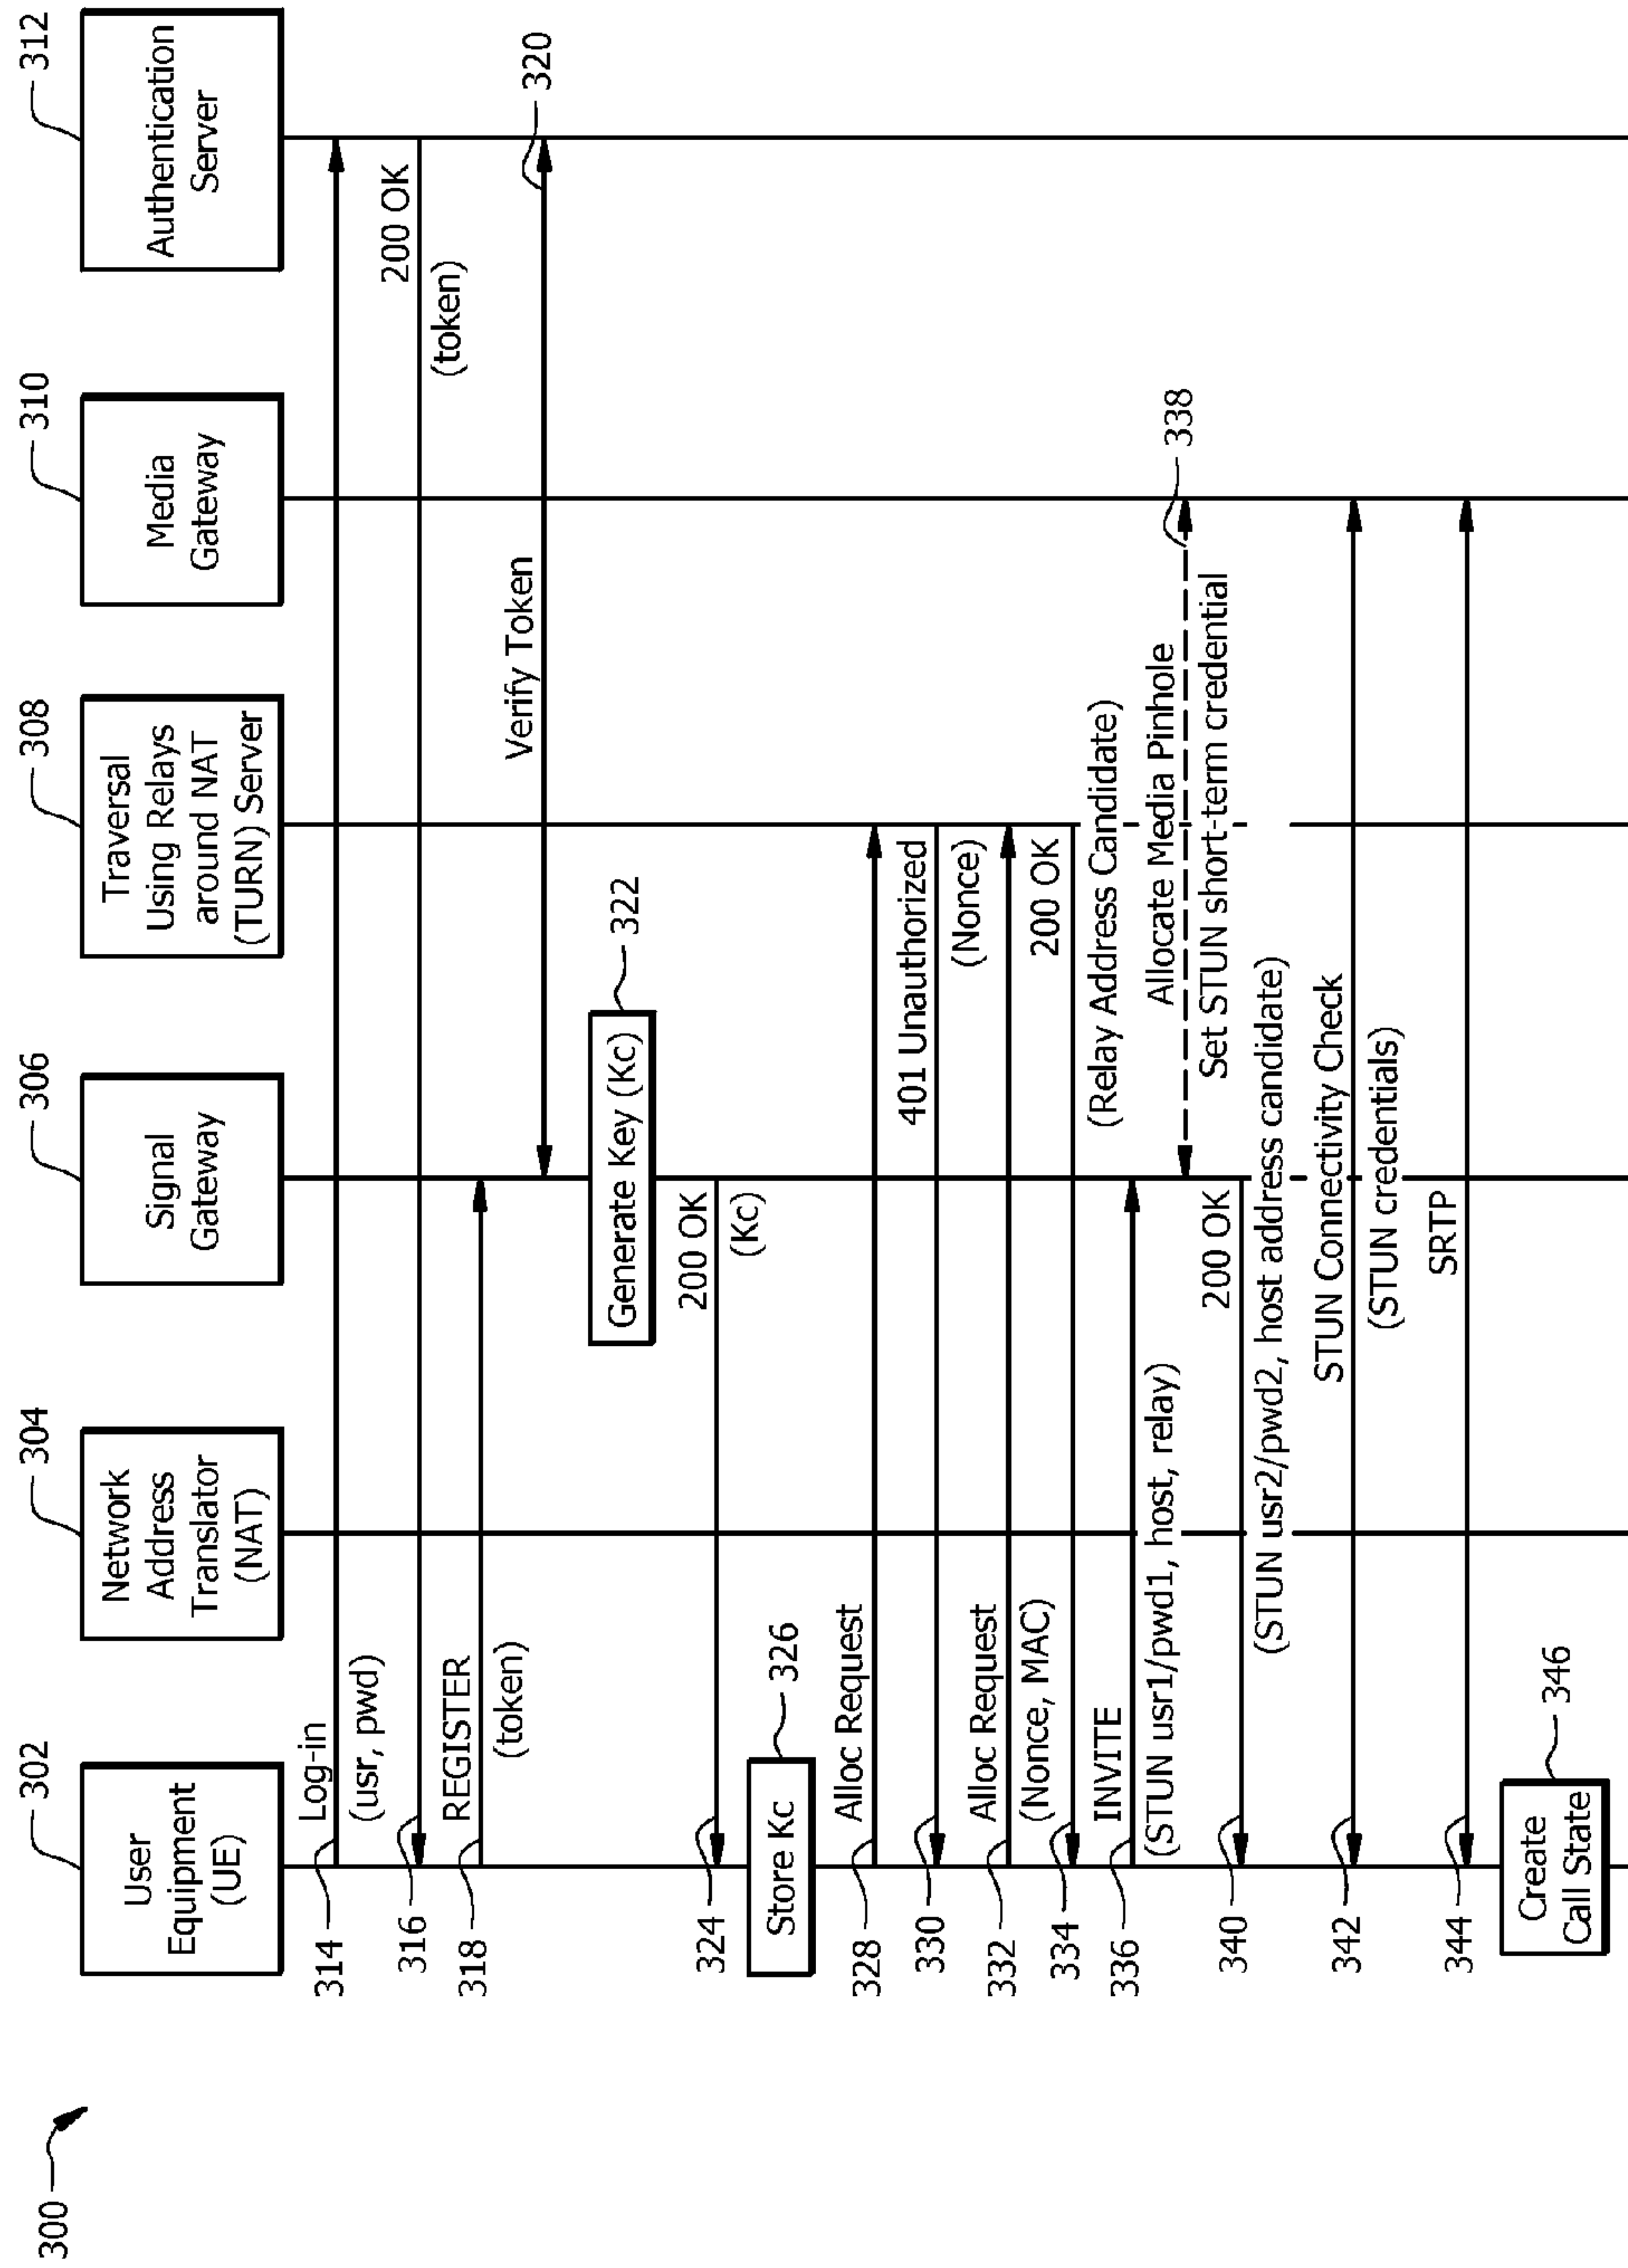 300
302
User
Equipment
(UE)
304
Network
Address
Translator
(NAT)
306
Signal
Gateway
308
Traversal
Using Relays
around NAT
(TURN) Server
310
Media
Gateway
312
Authentication
Server
314
Log-in
(usr, pwd)
316
200 OK
(token)
318
REGISTER
(token)
Verify Token
320
Generate Key (Kc)
322
324
200 OK
(Kc)
Store Kc
326
328
Alloc Request
330
401 Unauthorized
(Nonce)
332
Alloc Request
(Nonce, MAC)
334
200 OK
(Relay Address Candidate)
336
INVITE
(STUN usr1/pwd1, host, relay)
Allocate Media Pinhole
338
Set STUN short-term credential
340
200 OK
(STUN usr2/pwd2, host address candidate)
342
STUN Connectivity Check
(STUN credentials)
344
SRTP
Create
Call State
346